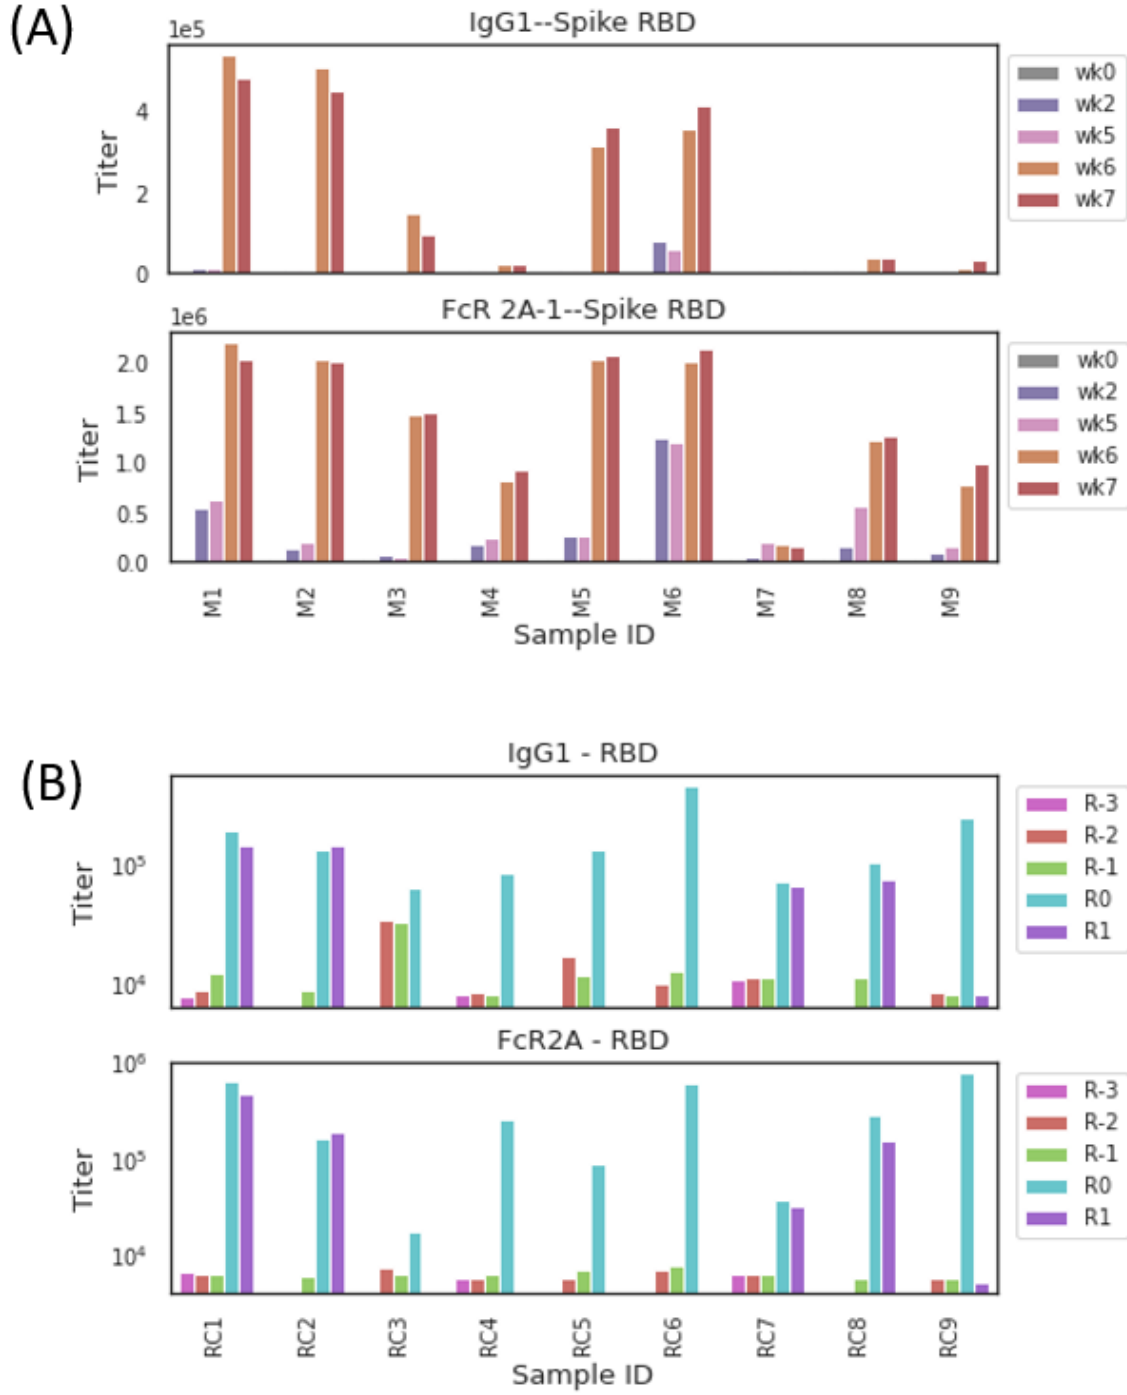 (A)
IgG1--Spike RBD
1e5
Titer
4
2
0
wk0
wk2
wk5
wk6
wk7
FcR 2A-1--Spike RBD
1e6
Titer
2.0
1.5
1.0
0.5
0.0
wk0
wk2
wk5
wk6
wk7
M1 M2 M3 M4 M5 M6 M7 M8 M9
Sample ID
(B)
IgG1 - RBD
Titer
10⁵
10⁴
R-3
R-2
R-1
R0
R1
FcR2A - RBD
Titer
10⁶
10⁵
10⁴
R-3
R-2
R-1
R0
R1
RC1 RC2 RC3 RC4 RC5 RC6 RC7 RC8 RC9
Sample ID